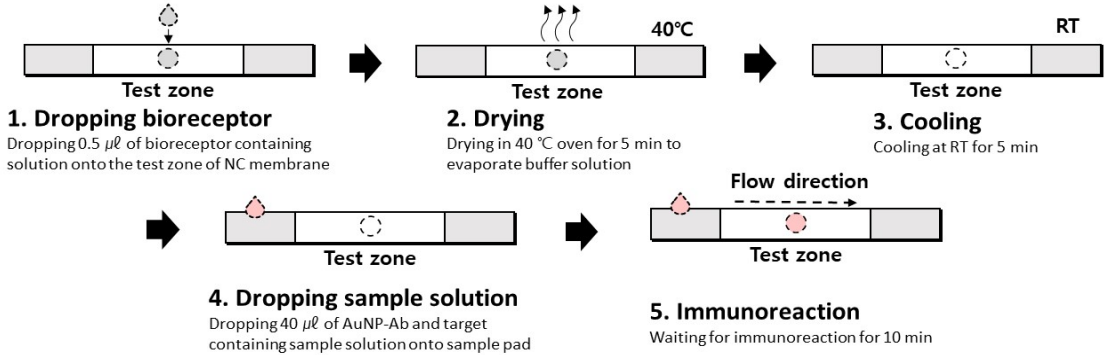 Test zone
1. Dropping bioreceptor
Dropping 0.5 ㎕ of bioreceptor containing
solution onto the test zone of NC membrane
40℃
Test zone
2. Drying
Drying in 40 ℃ oven for 5 min to
evaporate buffer solution
RT
Test zone
3. Cooling
Cooling at RT for 5 min
Test zone
4. Dropping sample solution
Dropping 40 ㎕ of AuNP-Ab and target
containing sample solution onto sample pad
Flow direction
Test zone
5. Immunoreaction
Waiting for immunoreaction for 10 min